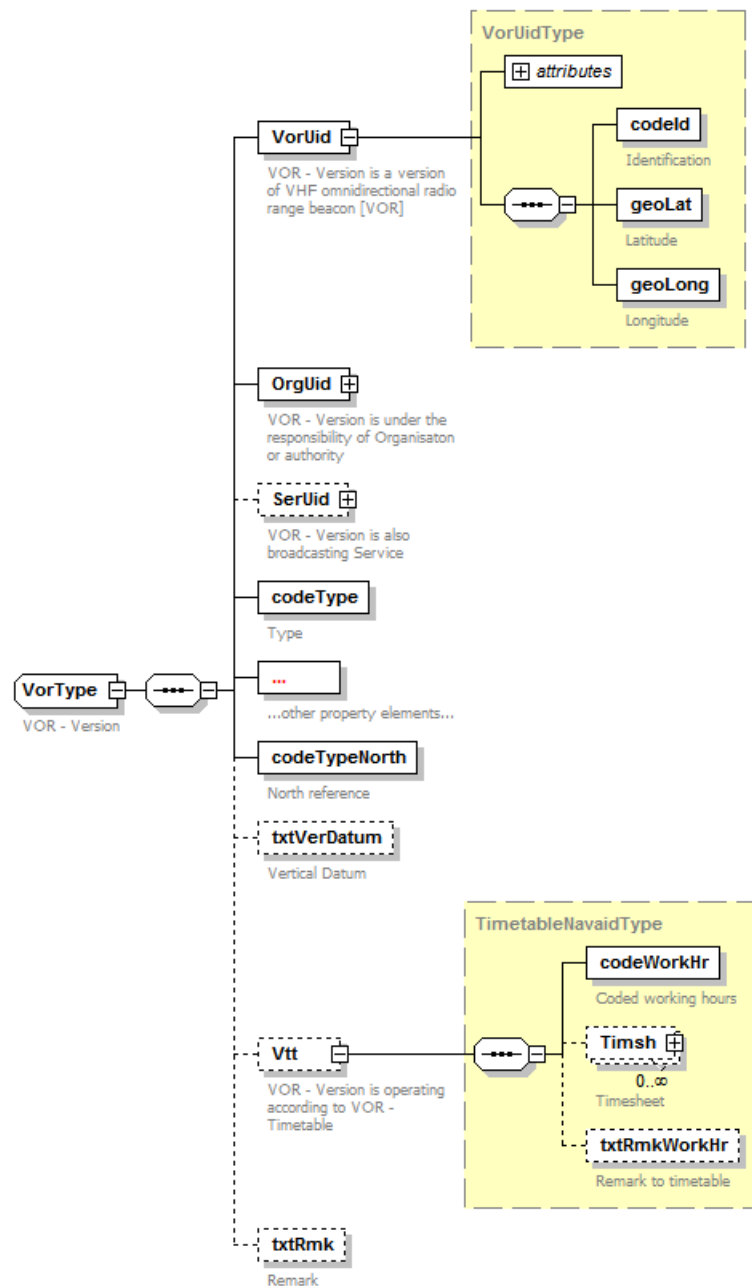 VorUidType
attributes
VorUid
VOR - Version is a version
of VHF omnidirectional radio
range beacon [VOR]
codeId
Identification
geoLat
Latitude
geoLong
Longitude
OrgUid
VOR - Version is under the
responsibility of Organisaton
or authority
SerUid
VOR - Version is also
broadcasting Service
codeType
Type
VorType
VOR - Version
...
...other property elements...
codeTypeNorth
North reference
txtVerDatum
Vertical Datum
TimetableNavaidType
codeWorkHr
Coded working hours
Vtt
VOR - Version is operating
according to VOR -
Timetable
Timsh
0..∞
Timesheet
txtRmkWorkHr
Remark to timetable
txtRmk
Remark